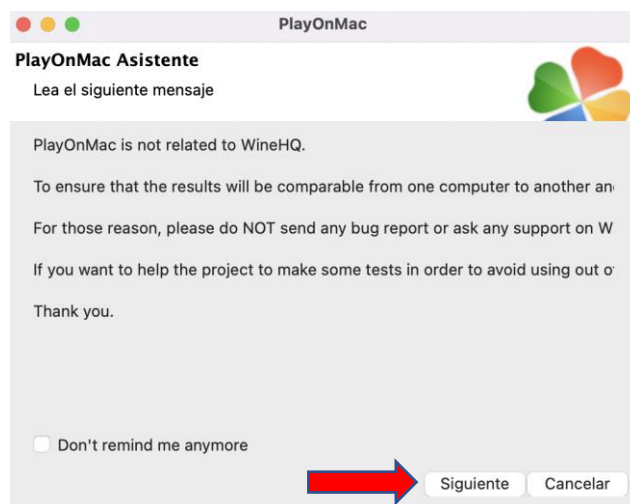 PlayOnMac
PlayOnMac Asistente
Lea el siguiente mensaje
PlayOnMac is not related to WineHQ.
To ensure that the results will be comparable from one computer to another
For those reason, please do NOT send any bug report or ask any support on
If you want to help the project to make some tests in order to avoid using out
Thank you.
Don't remind me anymore
Siguiente Cancelar